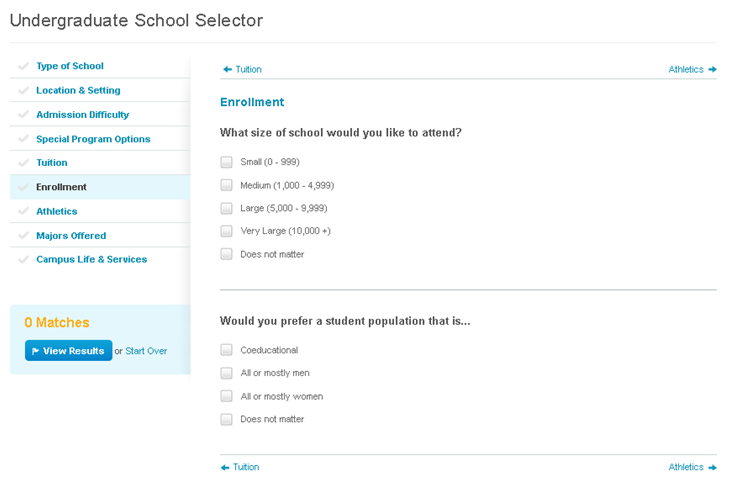 Undergraduate School Selector
Type of School
Location & Setting
Admission Difficulty
Special Program Options
Tuition
Enrollment
Athletics
Majors Offered
Campus Life & Services
0 Matches
View Results or Start Over
Tuition
Athletics
Enrollment
What size of school would you like to attend?
Small (0 - 999)
Medium (1,000 - 4,999)
Large (5,000 - 9,999)
Very Large (10,000 +)
Does not matter
Would you prefer a student population that is...
Coeducational
All or mostly men
All or mostly women
Does not matter
Tuition
Athletics